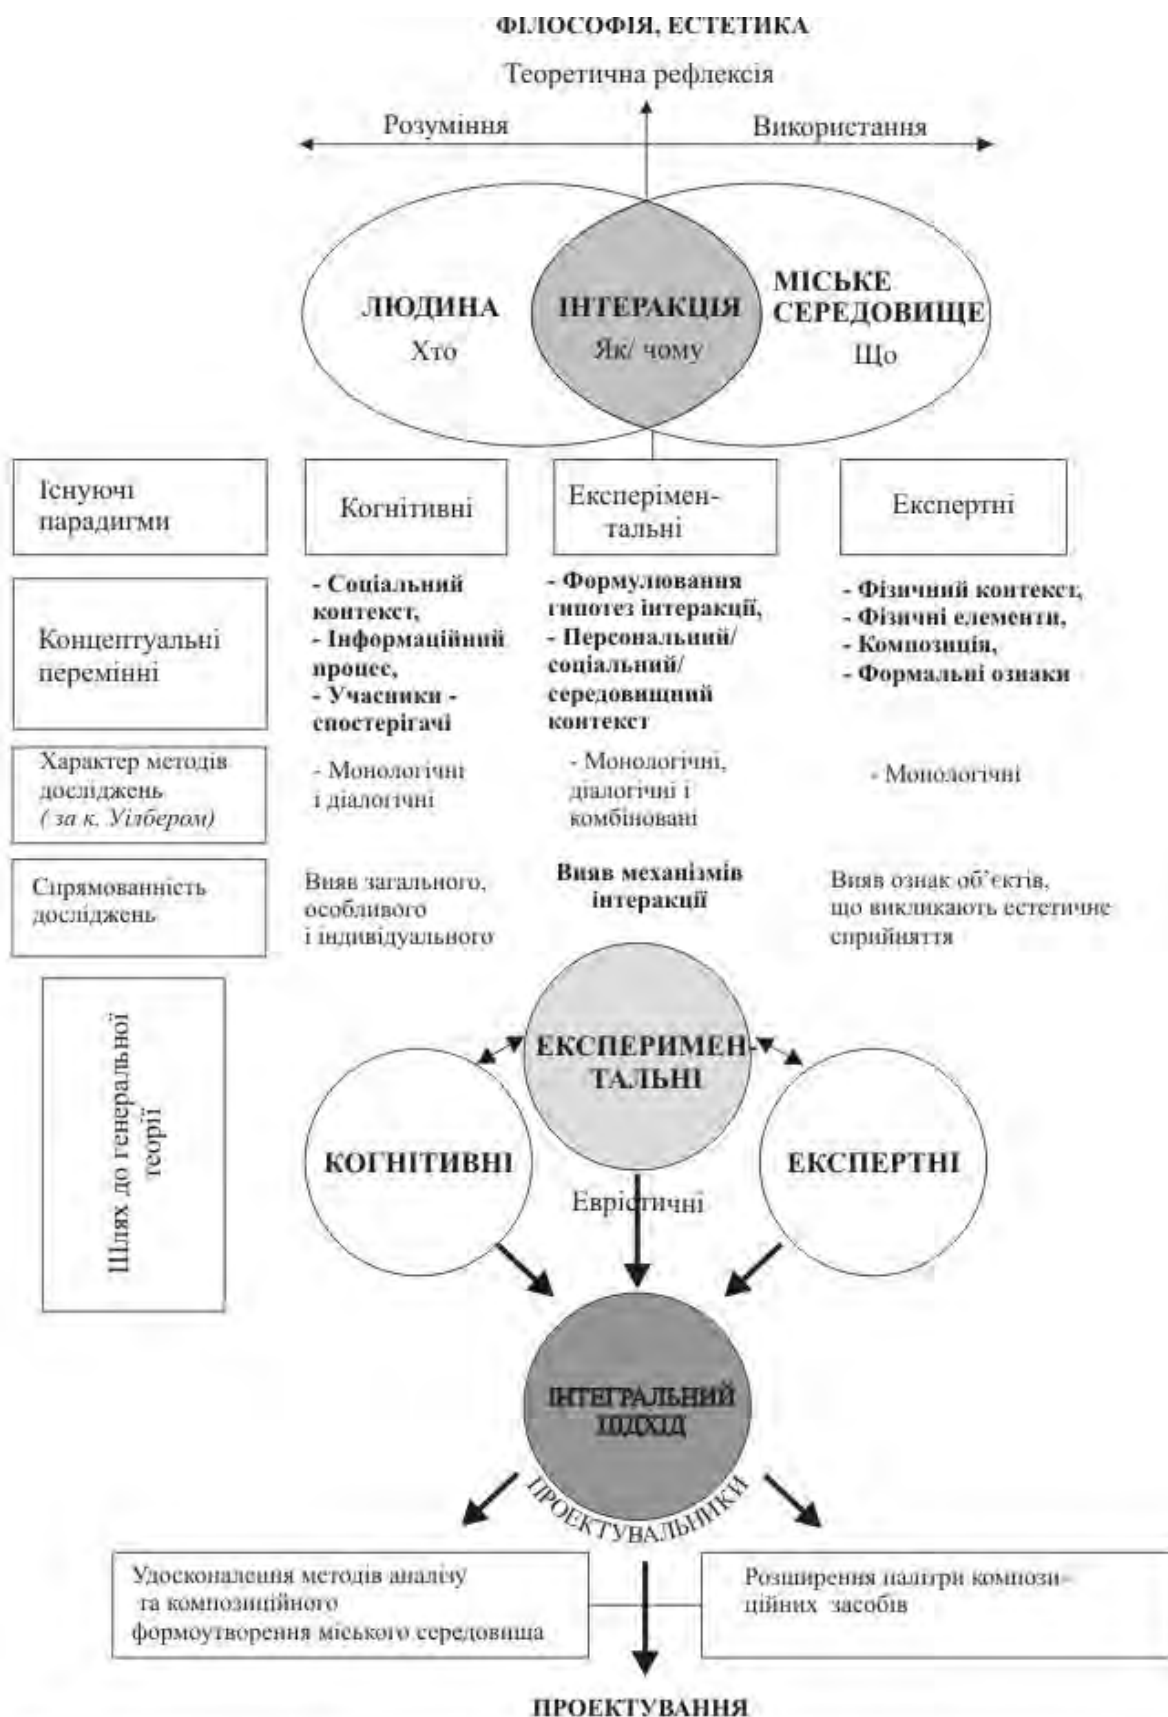 ФІЛОСОФІЯ, ЕСТЕТИКА
Теоретична рефлексія
Розуміння
Використання
ЛЮДИНА
Хто
ІНТЕРАКЦІЯ
Як/ чому
МІСЬКЕ
СЕРЕДОВИЩЕ
Що
Існуючі
парадигми
Когнітивні
Експерімен-
тальні
Експертні
Концептуальні
перемінні
- Соціальний
контекст,
- Інформаційний
процес,
- Учасники -
спостерігачі
- Формулювання
гипотез інтеракції,
- Персональний/
соціальний/
середовищний
контекст
- Фізичний контекст,
- Фізичні елементи,
- Композиція,
- Формальні ознаки
Характер методів
досліджень
( за к. Уілбером)
- Монологічні
і діалогічні
- Монологічні,
діалогічні і
комбіновані
- Монологічні
Спрямованність
досліджень
Вияв загального,
особливого
і індивідуального
Вияв механізмів
інтеракції
Вияв ознак об’єктів,
що викликають естетичне
сприйняття
Шлях до генеральної
теорії
ЕКСПЕРИМЕН-
ТАЛЬНІ
КОГНІТИВНІ
ЕКСПЕРТНІ
Еврістичні
ІНТЕГРАЛЬНИЙ
ПІДХІД
ПРОЕКТУВАЛЬНИКИ
Удосконалення методів аналізу
та композиційного
формоутворення міського середовища
Розширення палітри компози-
ційних засобів
ПРОЕКТУВАННЯ